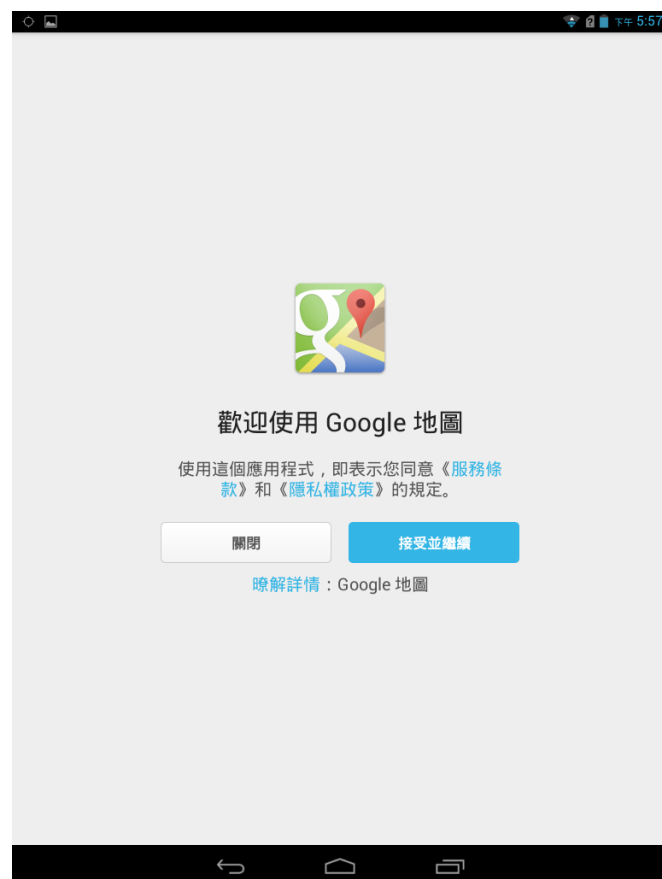 下午 5:57
歡迎使用 Google 地圖
使用這個應用程式，即表示您同意《服務條
款》和《隱私權政策》的規定。
關閉
接受並繼續
暸解詳情：Google 地圖